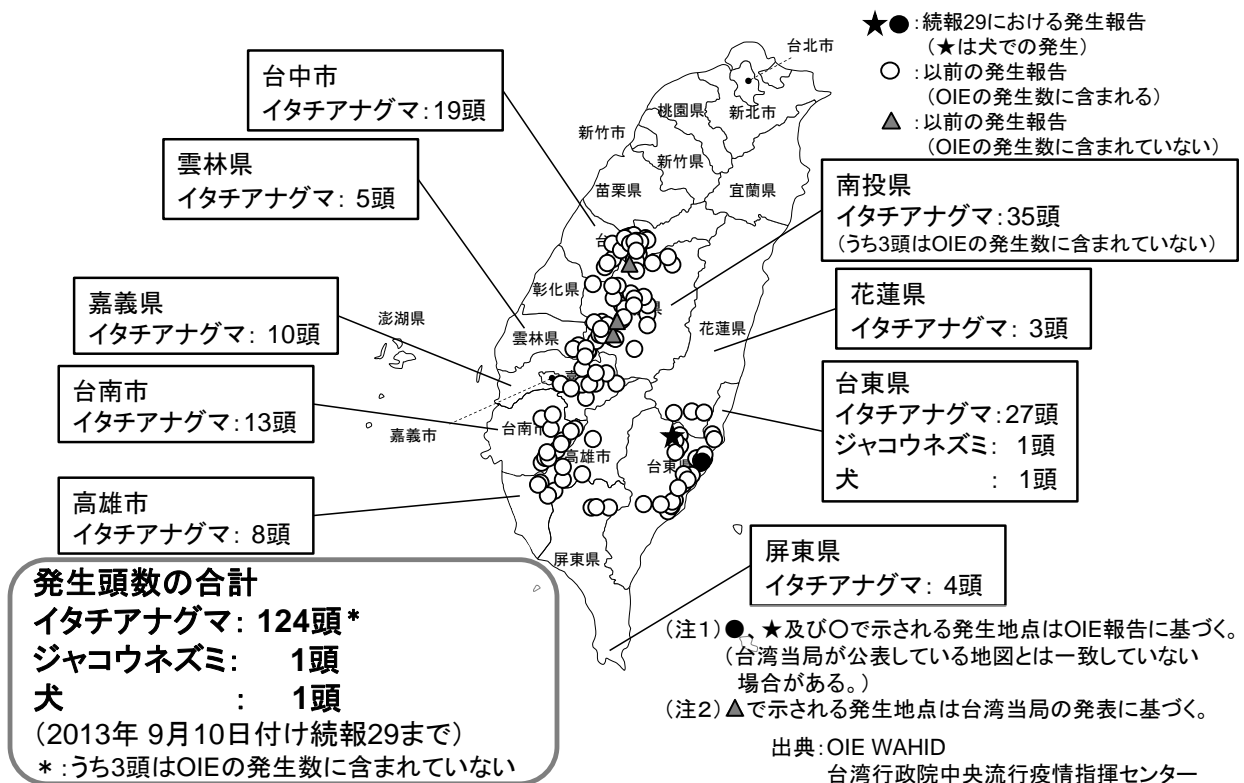 ★●:続報29における発生報告
(★は犬での発生)
○:以前の発生報告
(OIEの発生数に含まれる)
▲:以前の発生報告
(OIEの発生数に含まれていない)
台中市
イタチアナグマ:19頭
雲林県
イタチアナグマ: 5頭
嘉義県
イタチアナグマ: 10頭
台南市
イタチアナグマ:13頭
高雄市
イタチアナグマ: 8頭
南投県
イタチアナグマ:35頭
(うち3頭はOIEの発生数に含まれていない)
花蓮県
イタチアナグマ: 3頭
台東県
イタチアナグマ:27頭
ジャコウネズミ: 1頭
犬 : 1頭
屏東県
イタチアナグマ: 4頭
台北市
桃園県
新北市
新竹市
新竹県
苗栗県
宜蘭県
台
彰化県
県
澎湖県
雲林県
花蓮県
嘉義市
台南市
高雄市
台東県
屏東県
発生頭数の合計
イタチアナグマ: 124頭*
ジャコウネズミ: 1頭
犬 : 1頭
(2013年 9月10日付け続報29まで)
*:うち3頭はOIEの発生数に含まれていない
(注1)●、★及び○で示される発生地点はOIE報告に基づく。
(台湾当局が公表している地図とは一致していない
場合がある。)
(注2)▲で示される発生地点は台湾当局の発表に基づく。
出典:OIE WAHID
台湾行政院中央流行疫情指揮センター